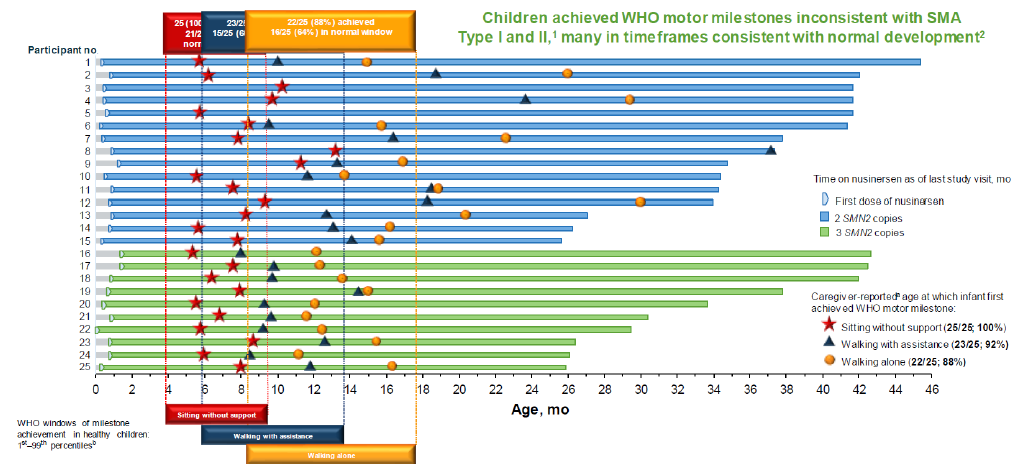 Children achieved WHO motor milestones inconsistent with SMA
Type I and II,1 many in timeframes consistent with normal development2
25 (100
21/2
norm
23/25
15/25 (6
22/25 (88%) achieved
16/25 (64%) in normal window
Participant no
1
2
3
4
5
6
7
8
9
10
11
12
13
14
15
16
17
18
19
20
21
22
23
24
25
Time on nusinersen as of last study visit, mo
First dose of nusinersen
2 SMN2 copies
3 SMN2 copies
Caregiver-reported age at which infant first
achieved WHO motor milestone:
Sitting without support (25/25; 100%)
Walking with assistance (23/25; 92%)
Walking alone (22/25; 88%)
0 2 4 6 8 10 12 14 16 18 20 22 24 26 28 30 32 34 36 38 40 42 44 46
Age, mo
Sitting without support
Walking with assistance
Walking alone
WHO windows of milestone
achievement in healthy children:
1st–99th percentilesb